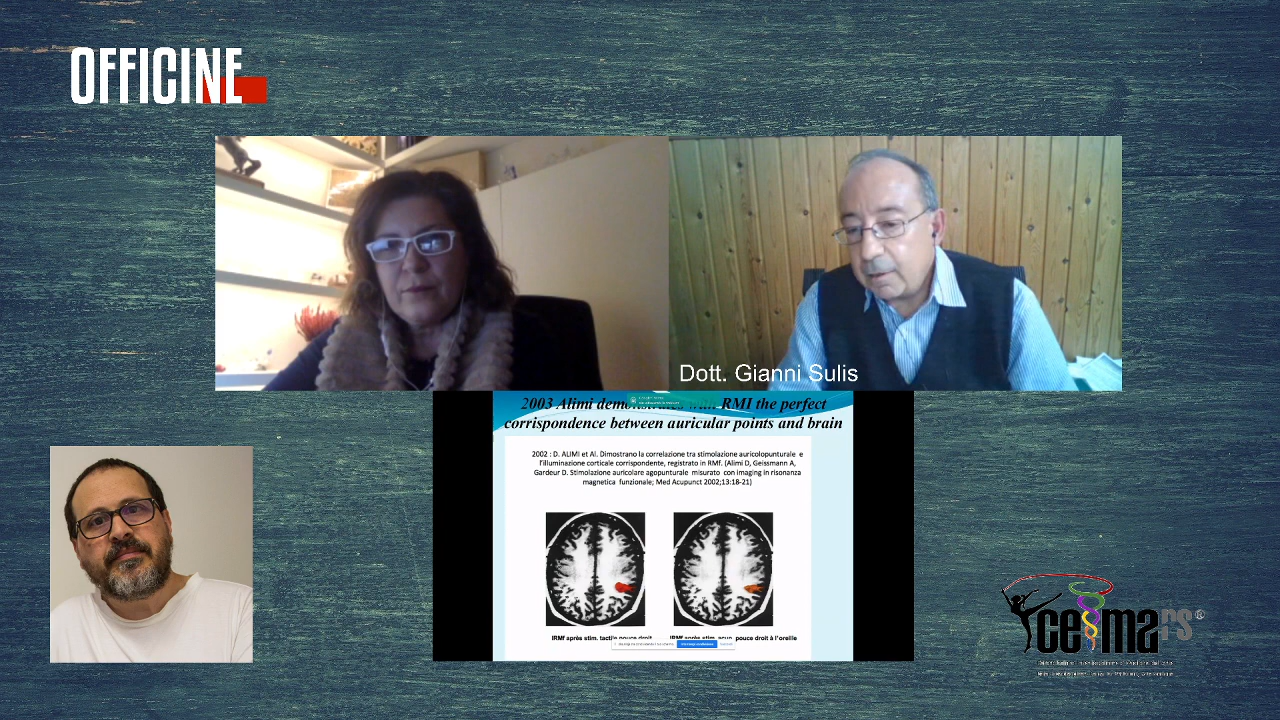 OFFICINE
Dott. Gianni Sulis
2003 Alimi demonstrates with RMI the perfect
corrispondence between auricular points and brain
2002 : D. ALIMI et Al. Dimostrano la correlazione tra stimolazione auricolopunturale e
l'illuminazione corticale corrispondente, registrato in RMf. (Alimi D, Geissmann A,
Gardeur D. Stimolazione auricolare agopunturale misurato con imaging in risonanza
magnetica funzionale; Med Acupunct 2002;13:18-21)
IRMf après stim. tactile pouce droit
IRMf après stim. acup. pouce droit à l'oreille